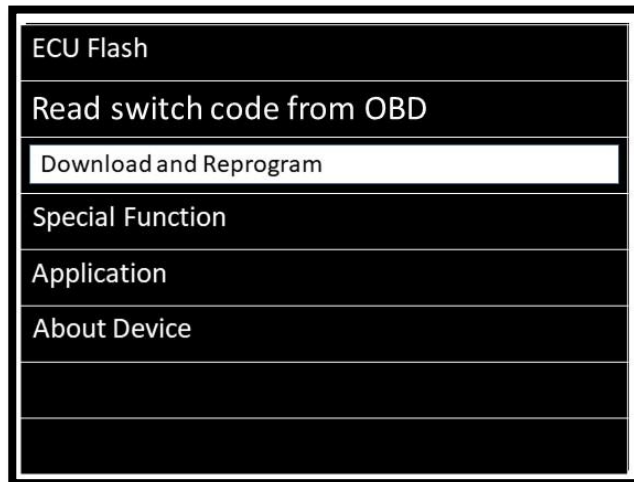 ECU Flash
Read switch code from OBD
Download and Reprogram
Special Function
Application
About Device